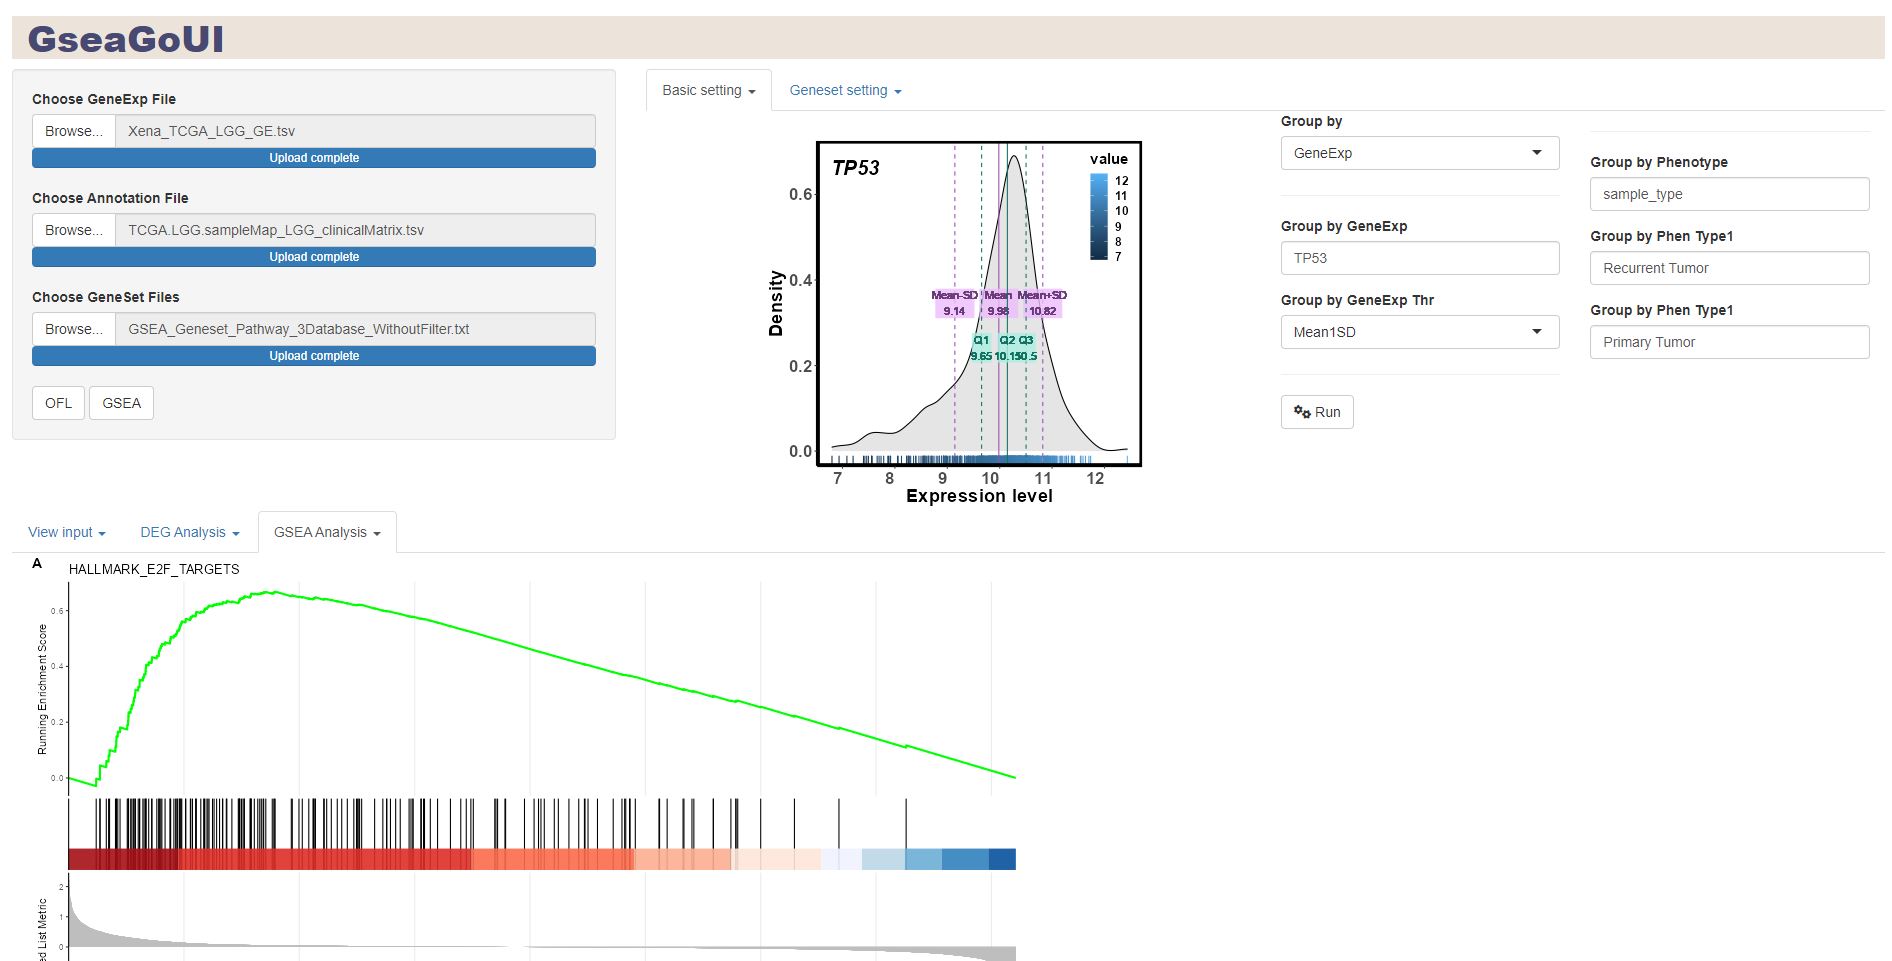 GseaGoUI
Choose GeneExp File
Browse... Xena_TCGA_LGG_GE.tsv
Upload complete
Choose Annotation File
Browse... TCGA.LGG.sampleMap_LGG_clinicalMatrix.tsv
Upload complete
Choose GeneSet Files
Browse... GSEA_Geneset_Pathway_3Database_WithoutFilter.txt
Upload complete
OFL GSEA
Basic setting Geneset setting
TP53
value
12
11
10
9
8
7
Density
0.6
0.4
0.2
0.0
Mean-SD Mean Mean+SD
9.14 9.98 10.82
Q1 Q2 Q3
9.65 10.15 10.5
7 8 9 10 11 12
Expression level
Group by
GeneExp
Group by GeneExp
TP53
Group by GeneExp Thr
Mean1SD
Run
Group by Phenotype
sample_type
Group by Phen Type1
Recurrent Tumor
Group by Phen Type1
Primary Tumor
View input DEG Analysis GSEA Analysis
A
HALLMARK_E2F_TARGETS
Running Enrichment Score
0.6
0.4
0.2
0.0
ed List Metric
2
1
0